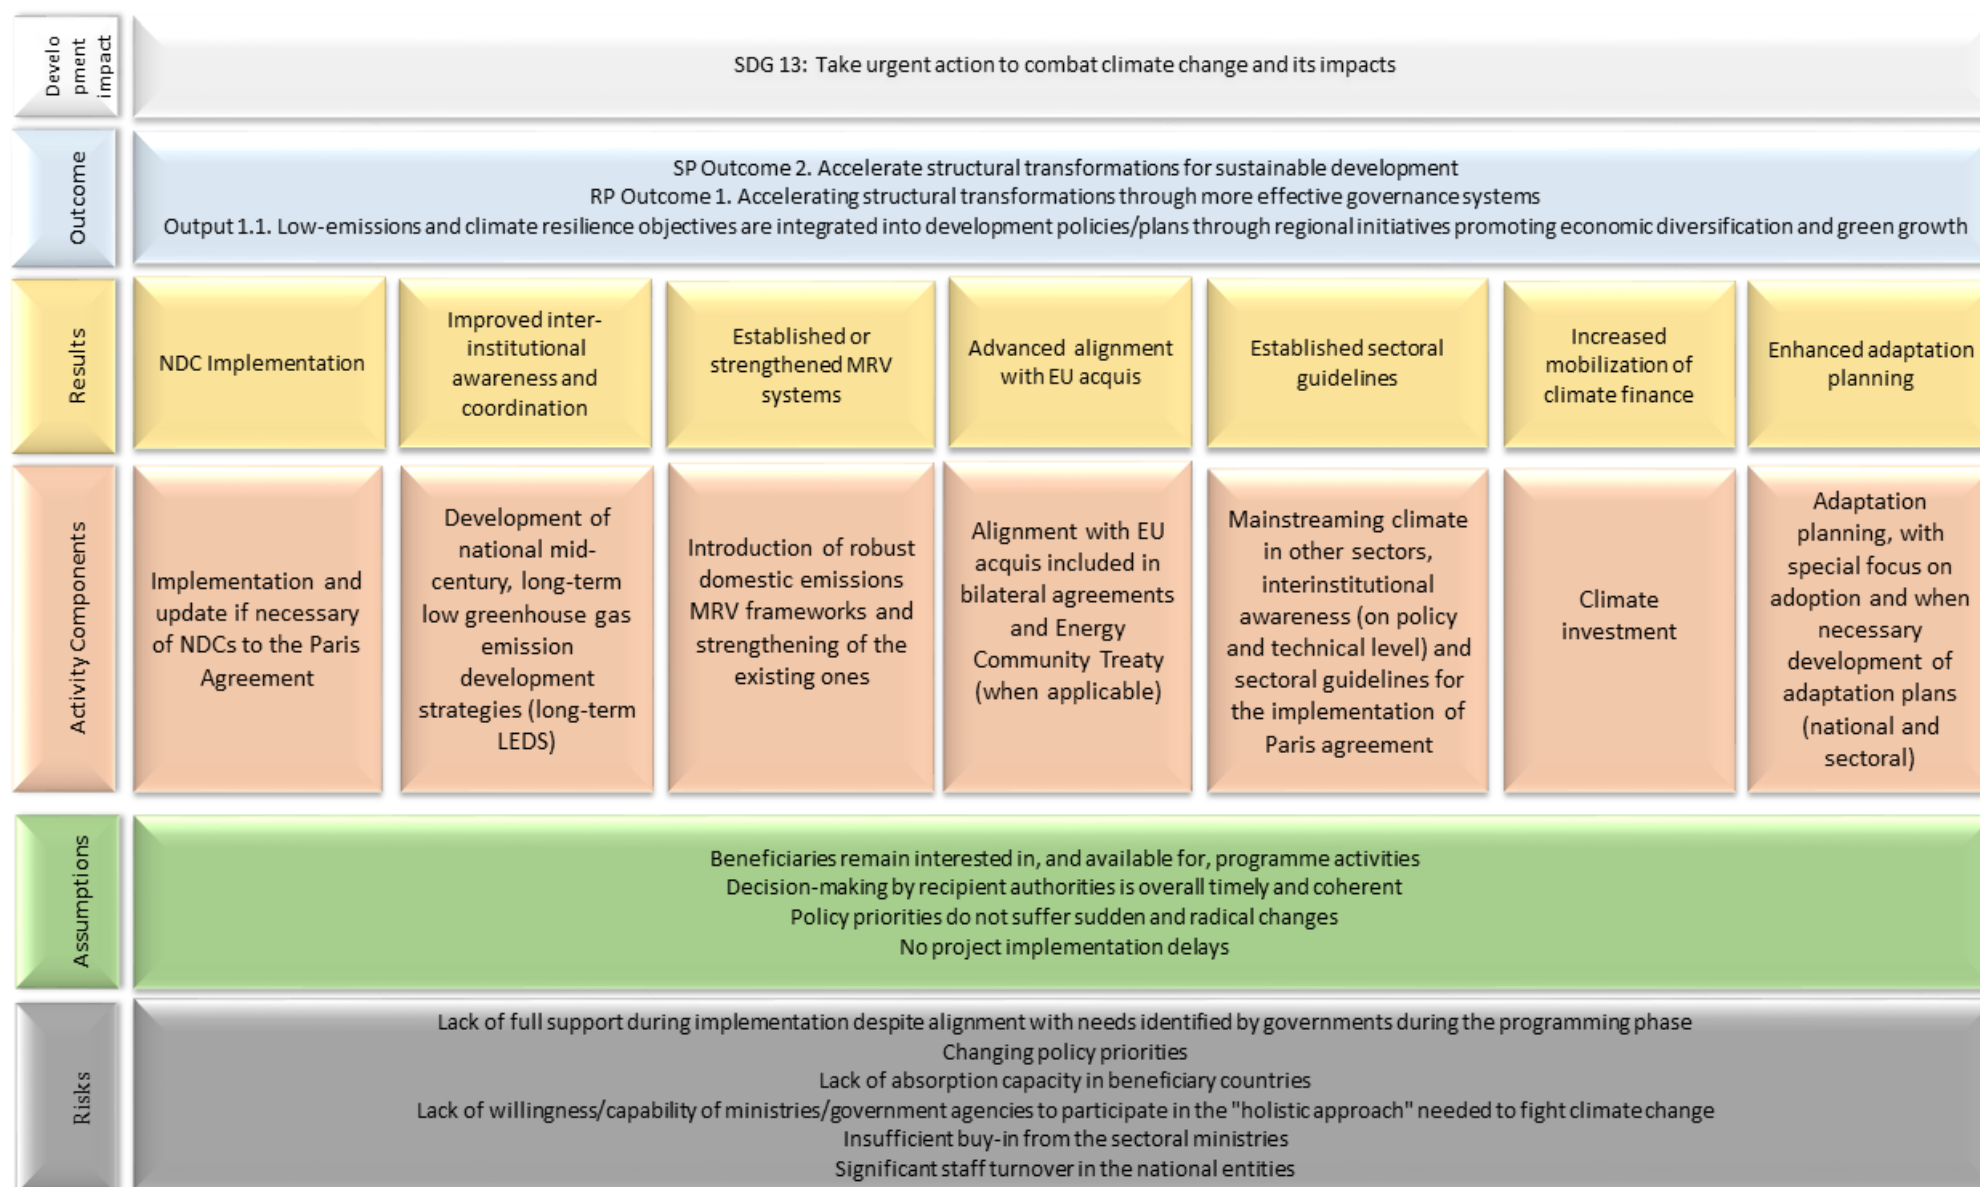 Develo
pment
impact
SDG 13: Take urgent action to combat climate change and its impacts
Outcome
SP Outcome 2. Accelerate structural transformations for sustainable development
RP Outcome 1. Accelerating structural transformations through more effective governance systems
Output 1.1. Low-emissions and climate resilience objectives are integrated into development policies/plans through regional initiatives promoting economic diversification and green growth
Results
NDC Implementation
Improved inter-
institutional
awareness and
coordination
Established or
strengthened MRV
systems
Advanced alignment
with EU acquis
Established sectoral
guidelines
Increased
mobilization of
climate finance
Enhanced adaptation
planning
Activity Components
Implementation and
update if necessary
of NDCs to the Paris
Agreement
Development of
national mid-
century, long-term
low greenhouse gas
emission
development
strategies (long-term
LEDS)
Introduction of robust
domestic emissions
MRV frameworks and
strengthening of the
existing ones
Alignment with EU
acquis included in
bilateral agreements
and Energy
Community Treaty
(when applicable)
Mainstreaming climate
in other sectors,
interinstitutional
awareness (on policy
and technical level) and
sectoral guidelines for
the implementation of
Paris agreement
Climate
investment
Adaptation
planning, with
special focus on
adoption and when
necessary
development of
adaptation plans
(national and
sectoral)
Assumptions
Beneficiaries remain interested in, and available for, programme activities
Decision-making by recipient authorities is overall timely and coherent
Policy priorities do not suffer sudden and radical changes
No project implementation delays
Risks
Lack of full support during implementation despite alignment with needs identified by governments during the programming phase
Changing policy priorities
Lack of absorption capacity in beneficiary countries
Lack of willingness/capability of ministries/government agencies to participate in the "holistic approach" needed to fight climate change
Insufficient buy-in from the sectoral ministries
Significant staff turnover in the national entities